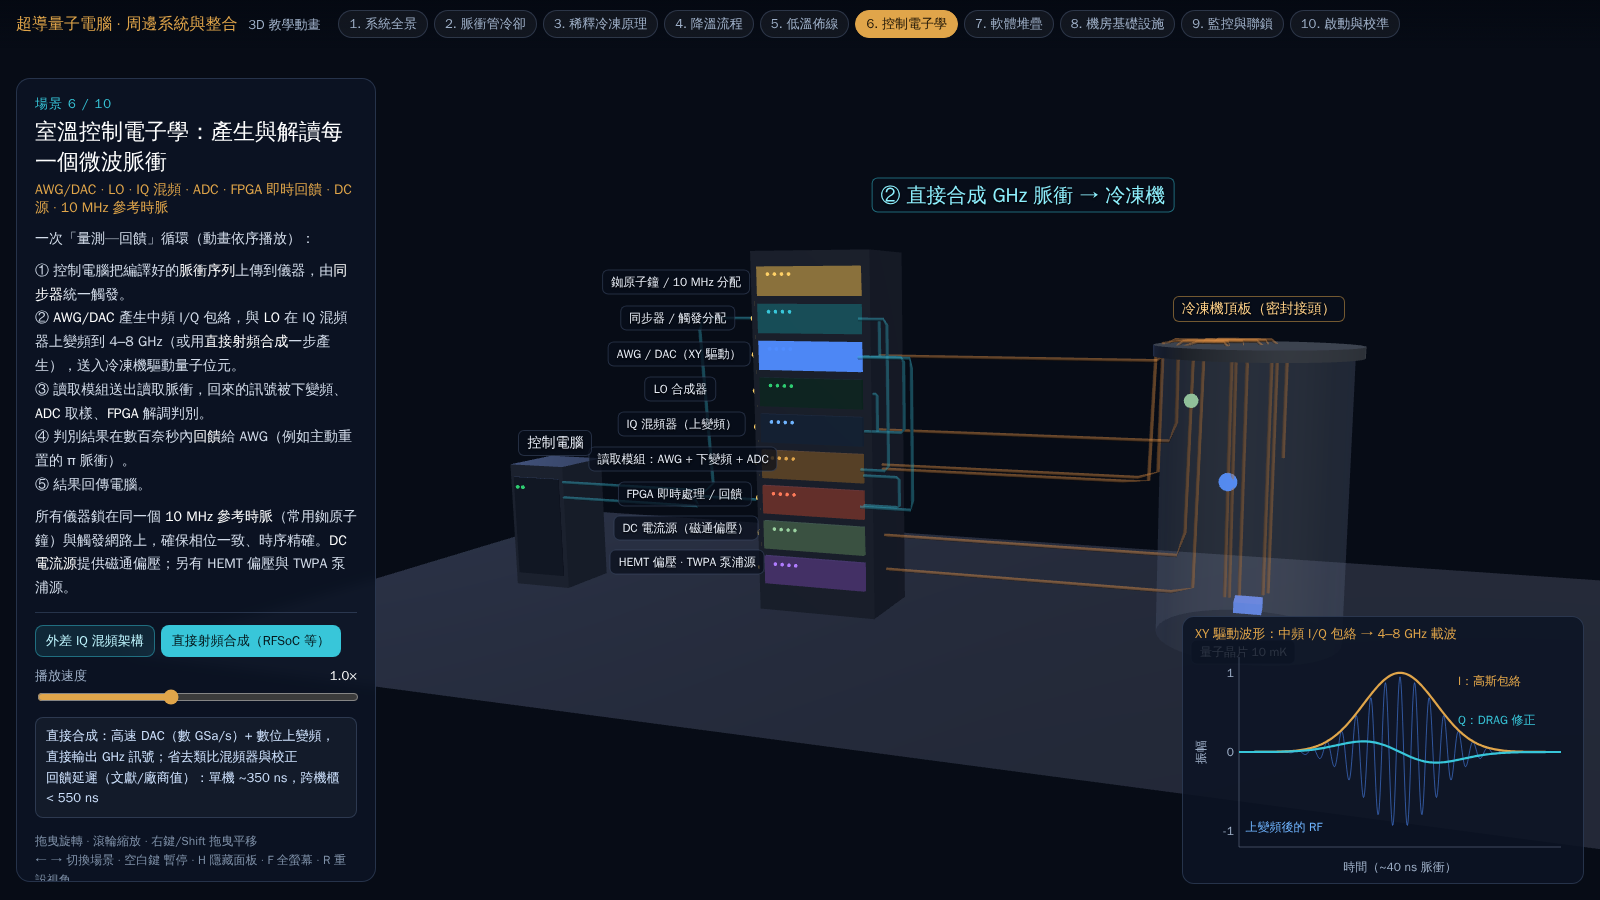 超導量子電腦 · 周邊系統與整合 3D 教學動畫
1. 系統全景
2. 脈衝管冷卻
3. 稀釋冷凍原理
4. 降溫流程
5. 低溫佈線
6. 控制電子學
7. 軟體堆疊
8. 機房基礎設施
9. 監控與聯鎖
10. 啟動與校準
場景 6 / 10
室溫控制電子學：產生與解讀每
一個微波脈衝
AWG/DAC · LO · IQ 混頻 · ADC · FPGA 即時回饋 · DC
源 · 10 MHz 參考時脈
一次「量測—回饋」循環（動畫依序播放）：
① 控制電腦把編譯好的脈衝序列上傳到儀器，由同
步器統一觸發。
② AWG/DAC 產生中頻 I/Q 包絡，與 LO 在 IQ 混頻
器上變頻到 4–8 GHz（或用直接射頻合成一步產
生），送入冷凍機驅動量子位元。
③ 讀取模組送出讀取脈衝，回來的訊號被下變頻、
ADC 取樣、FPGA 解調判別。
④ 判別結果在數百奈秒內回饋給 AWG（例如主動重
置的 π 脈衝）。
⑤ 結果回傳電腦。
所有儀器鎖在同一個 10 MHz 參考時脈（常用銣原子
鐘）與觸發網路上，確保相位一致、時序精確。DC
電流源提供磁通偏壓；另有 HEMT 偏壓與 TWPA 泵
浦源。
外差 IQ 混頻架構
直接射頻合成（RFSoC 等）
播放速度 1.0×
直接合成：高速 DAC（數 GSa/s）+ 數位上變頻，
直接輸出 GHz 訊號；省去類比混頻器與校正
回饋延遲（文獻/廠商值）：單機 ~350 ns，跨機櫃
< 550 ns
拖曳旋轉 · 滾輪縮放 · 右鍵/Shift 拖曳平移
← → 切換場景 · 空白鍵 暫停 · H 隱藏面板 · F 全螢幕 · R 重
設視角
② 直接合成 GHz 脈衝 → 冷凍機
銣原子鐘 / 10 MHz 分配
同步器 / 觸發分配
AWG / DAC（XY 驅動）
LO 合成器
IQ 混頻器（上變頻）
控制電腦
讀取模組：AWG + 下變頻 + ADC
FPGA 即時處理 / 回饋
DC 電流源（磁通偏壓）
HEMT 偏壓 · TWPA 泵浦源
冷凍機頂板（密封接頭）
XY 驅動波形：中頻 I/Q 包絡 → 4–8 GHz 載波
量子晶片 10 mK
1
I：高斯包絡
Q：DRAG 修正
0
振幅
-1
上變頻後的 RF
時間（~40 ns 脈衝）